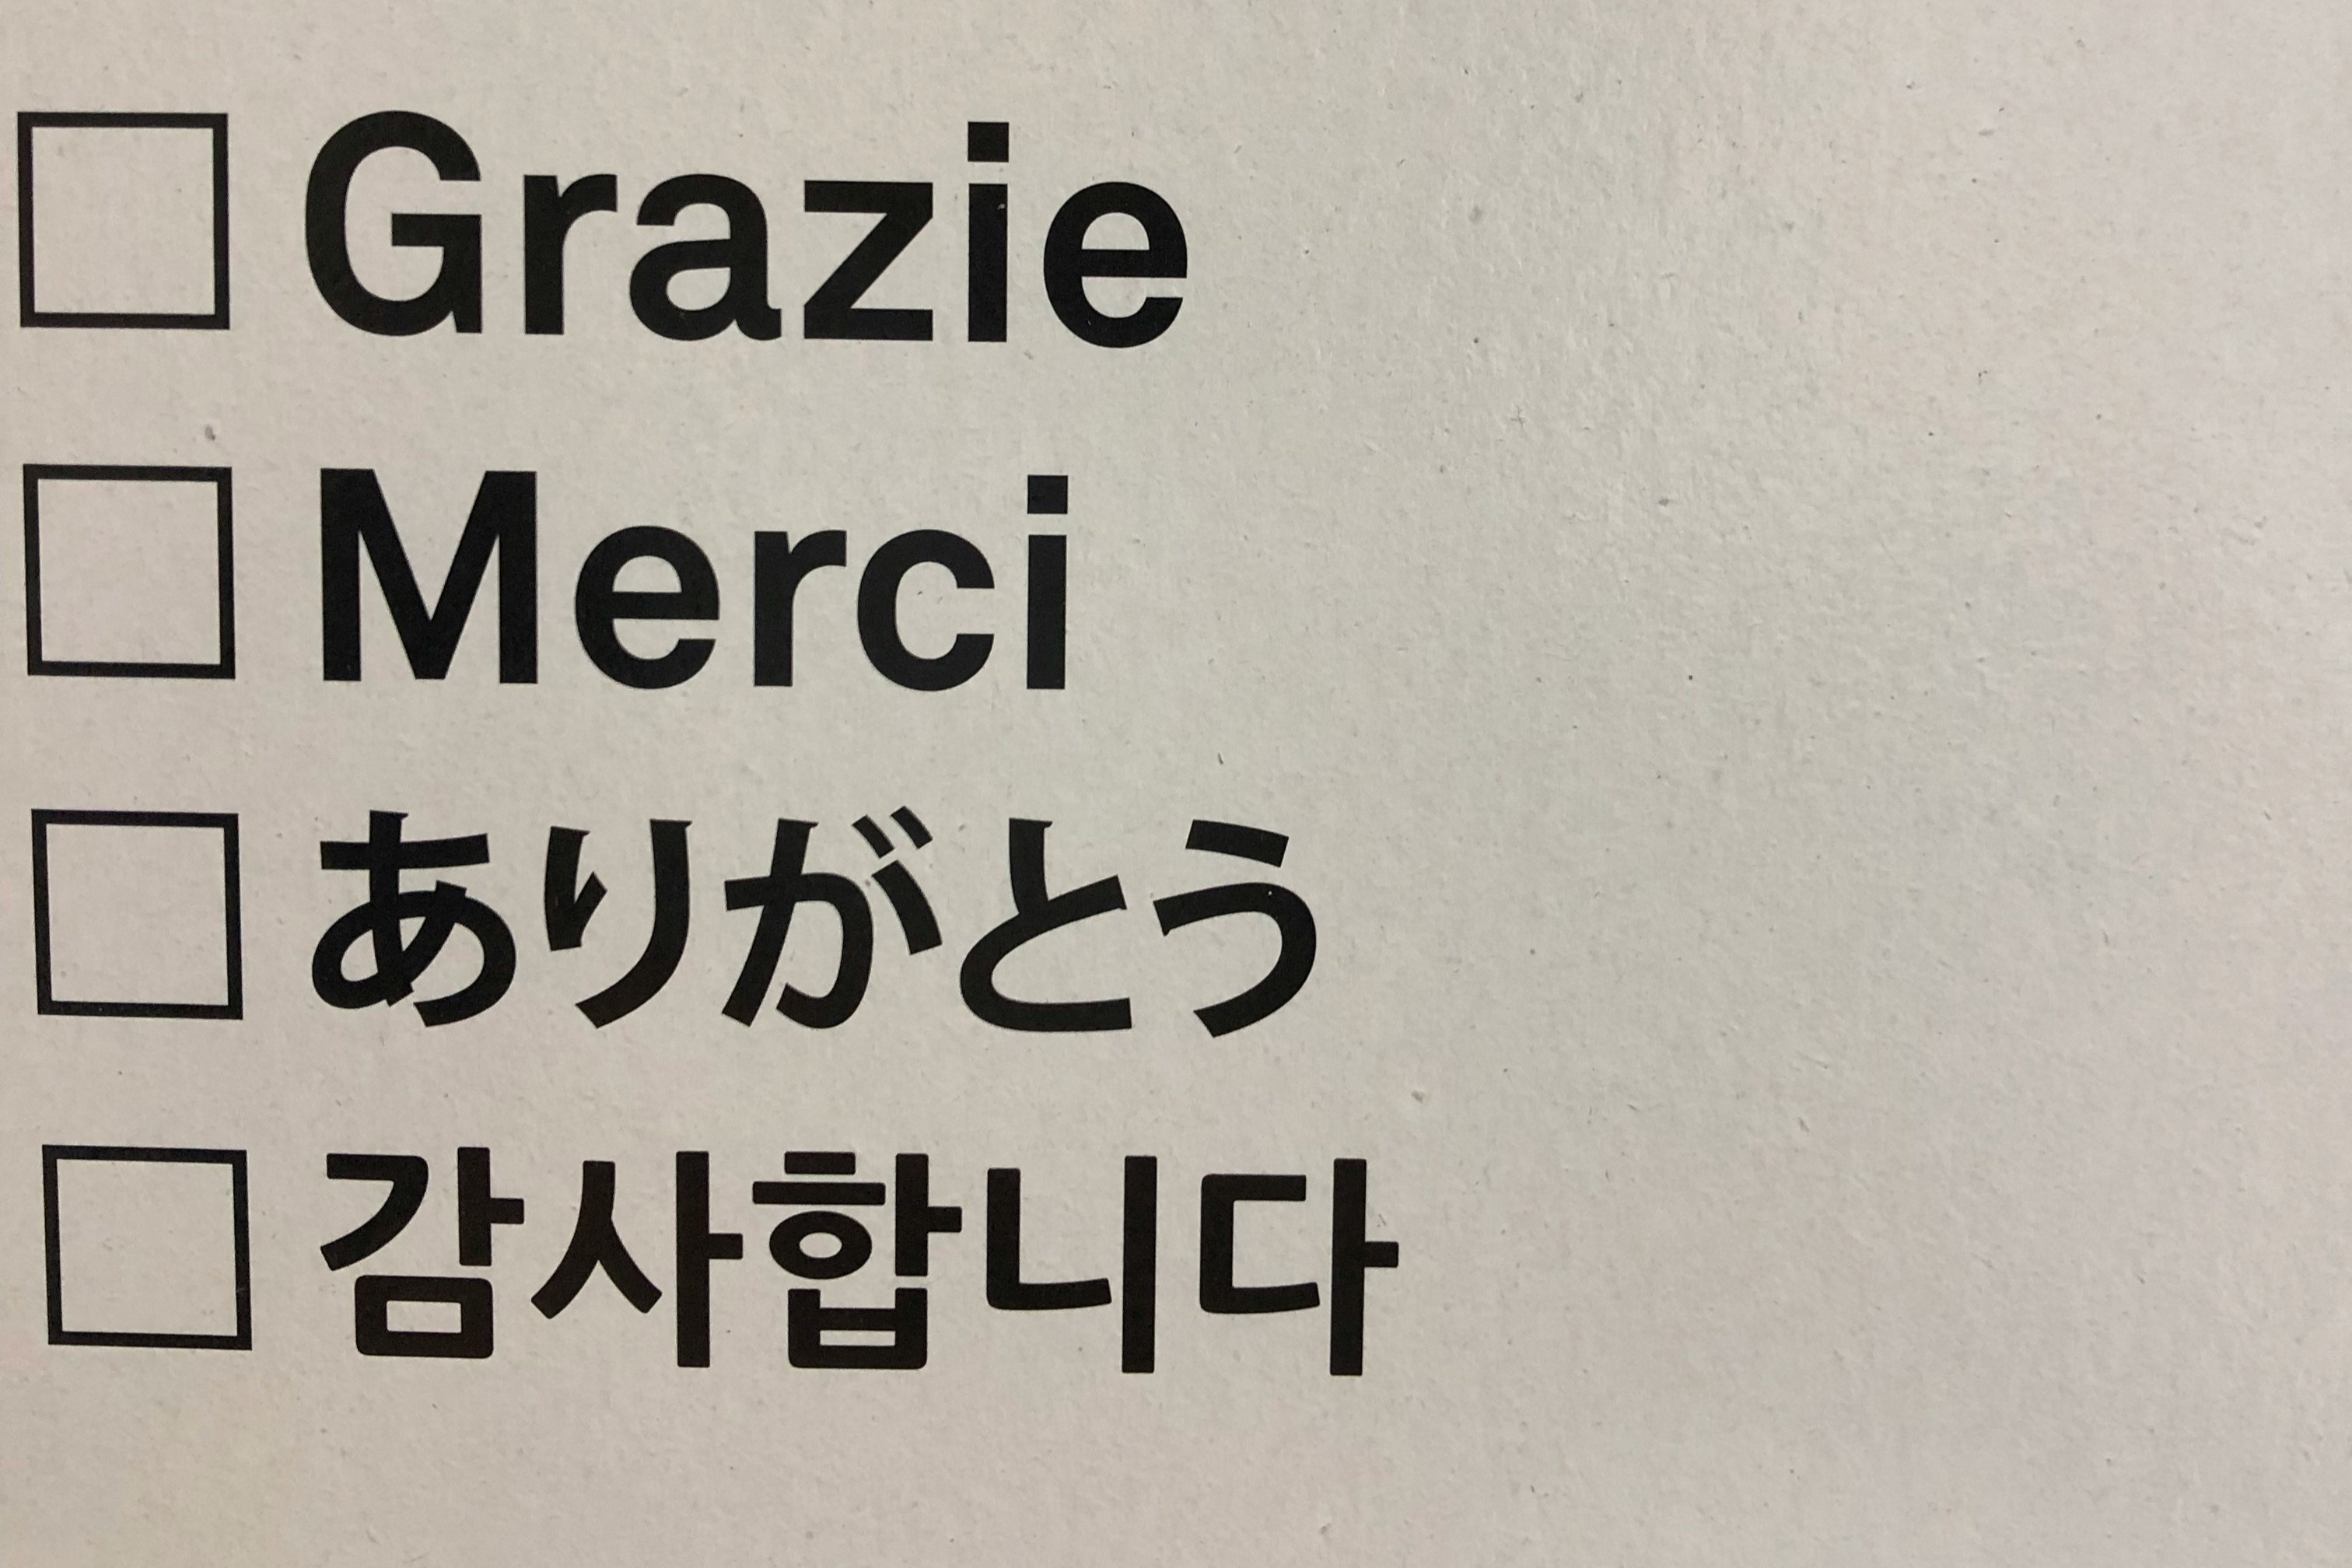 Grazie
Merci
ありがとう
감사합니다